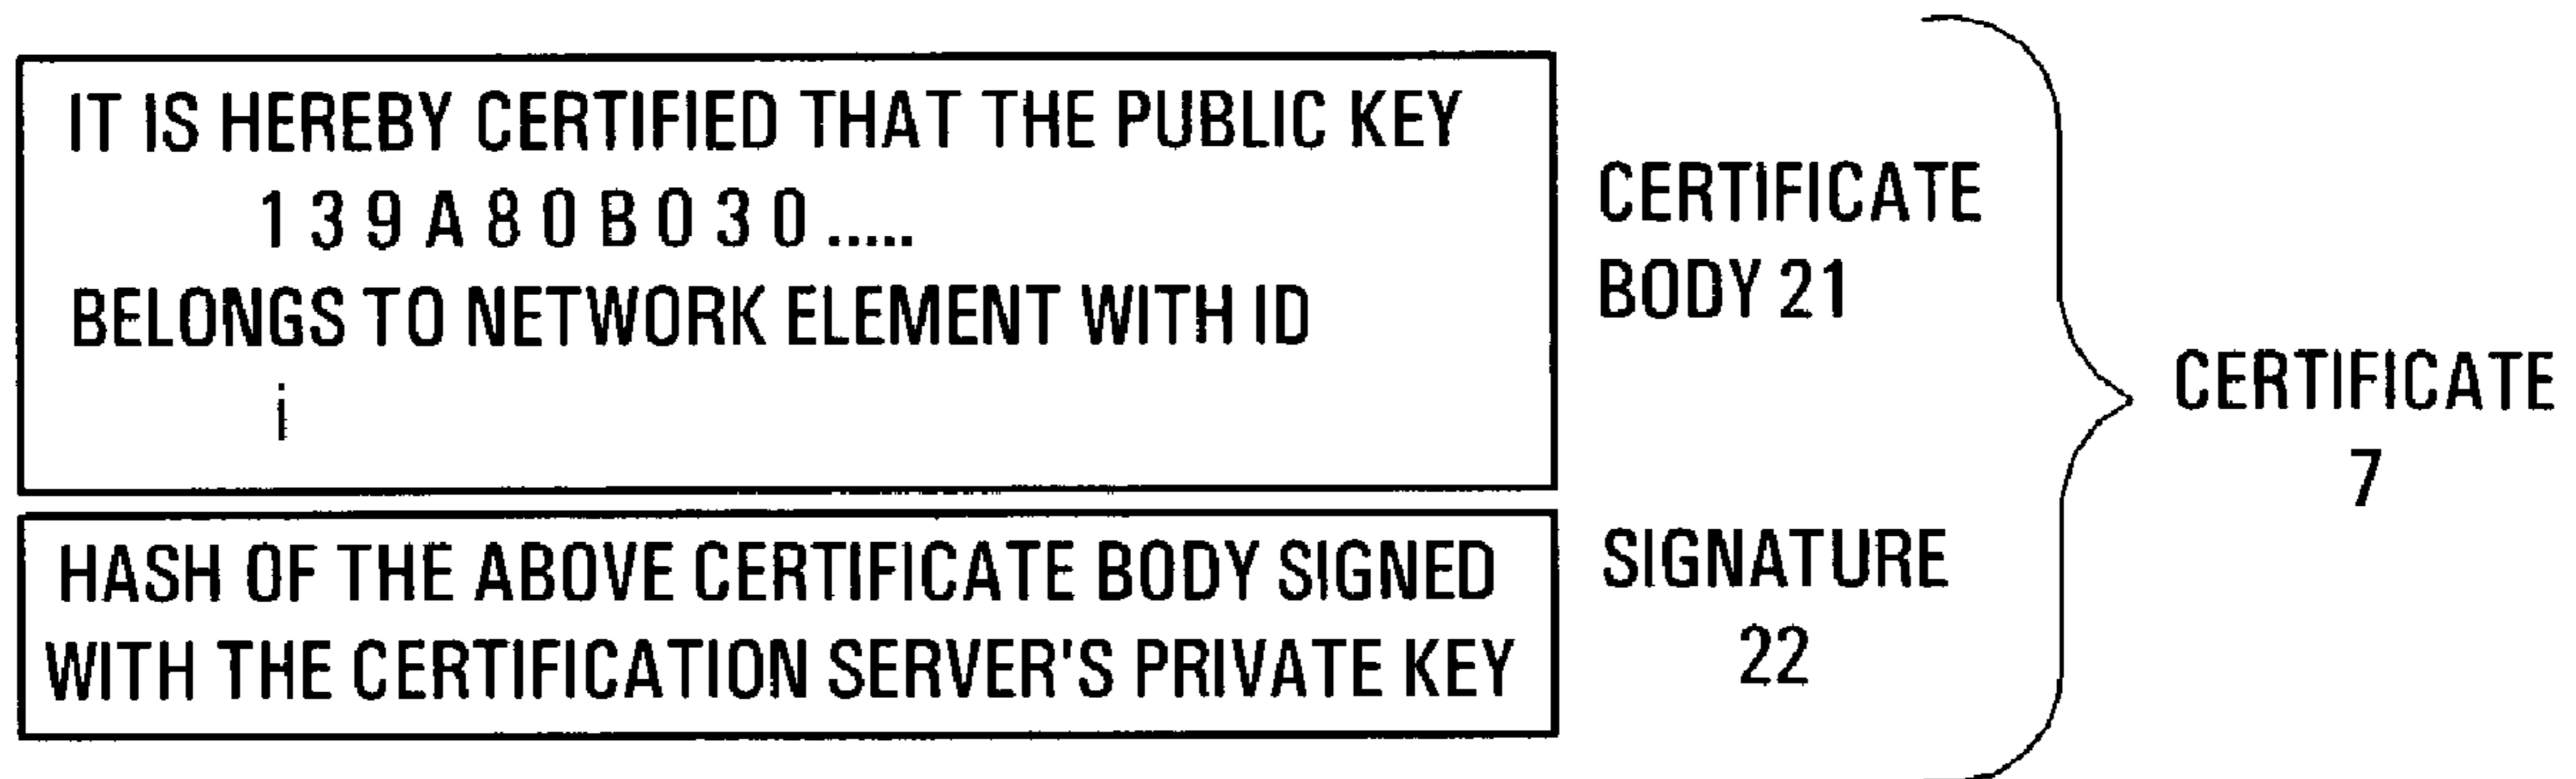 IT IS HEREBY CERTIFIED THAT THE PUBLIC KEY
1 3 9 A 8 0 B 0 3 0 .....
BELONGS TO NETWORK ELEMENT WITH ID
i
CERTIFICATE
BODY 21
HASH OF THE ABOVE CERTIFICATE BODY SIGNED
WITH THE CERTIFICATION SERVER'S PRIVATE KEY
SIGNATURE
22
CERTIFICATE
7